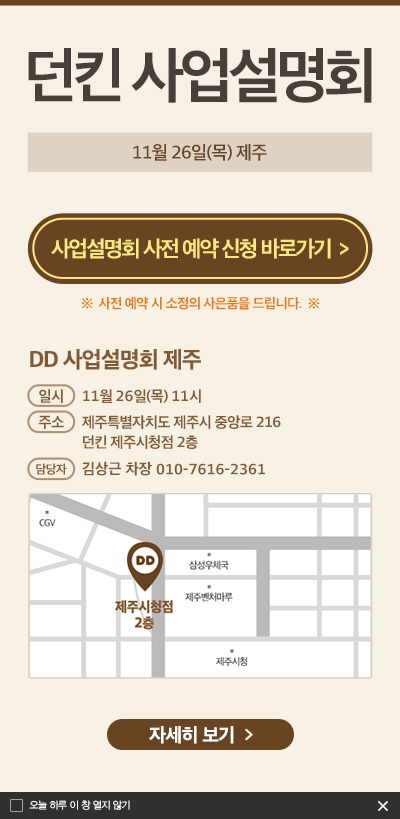 던킨 사업설명회
11월 26일(목) 제주
사업설명회 사전 예약 신청 바로가기 >
※ 사전 예약 시 소정의 사은품을 드립니다. ※
DD 사업설명회 제주
일시 11월 26일(목) 11시
주소 제주특별자치도 제주시 중앙로 216
던킨 제주시청점 2층
담당자 김상근 차장 010-7616-2361
CGV
DD
삼성우체국
제주벤처마루
제주시청점
2층
제주시청
자세히 보기 >
오늘 하루 이 창 열지 않기